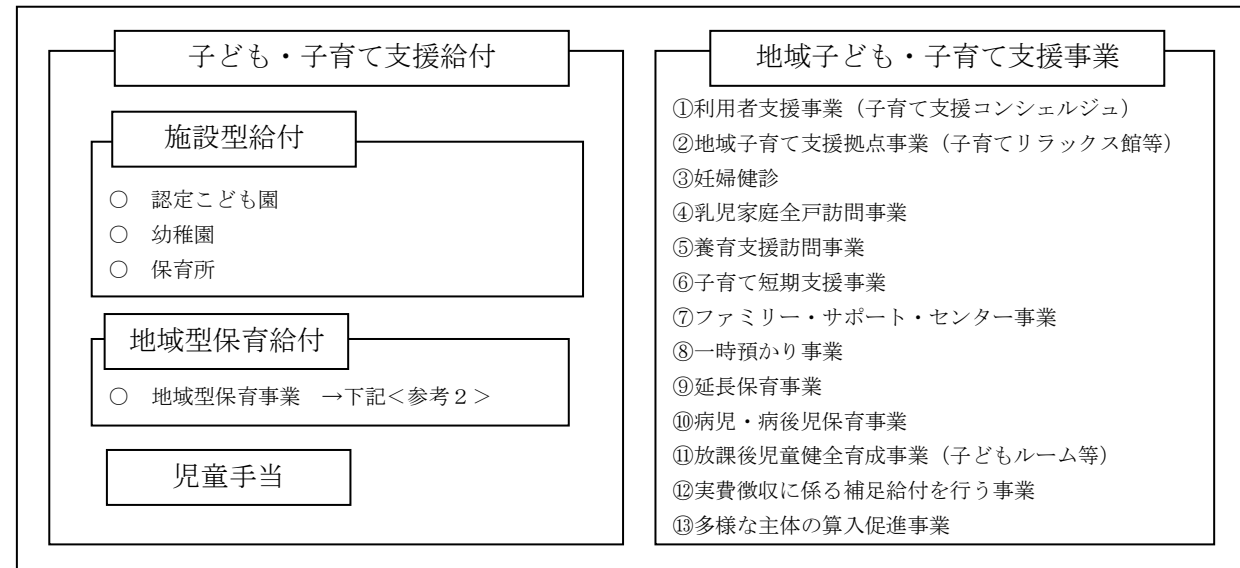 子ども・子育て支援給付
施設型給付
○ 認定こども園
○ 幼稚園
○ 保育所
地域型保育給付
○ 地域型保育事業 →下記<参考2>
児童手当
地域子ども・子育て支援事業
①利用者支援事業（子育て支援コンシェルジュ）
②地域子育て支援拠点事業（子育てリラックス館等）
③妊婦健診
④乳児家庭全戸訪問事業
⑤養育支援訪問事業
⑥子育て短期支援事業
⑦ファミリー・サポート・センター事業
⑧一時預かり事業
⑨延長保育事業
⑩病児・病後児保育事業
⑪放課後児童健全育成事業（子どもルーム等）
⑫実費徴収に係る補足給付を行う事業
⑬多様な主体の算入促進事業